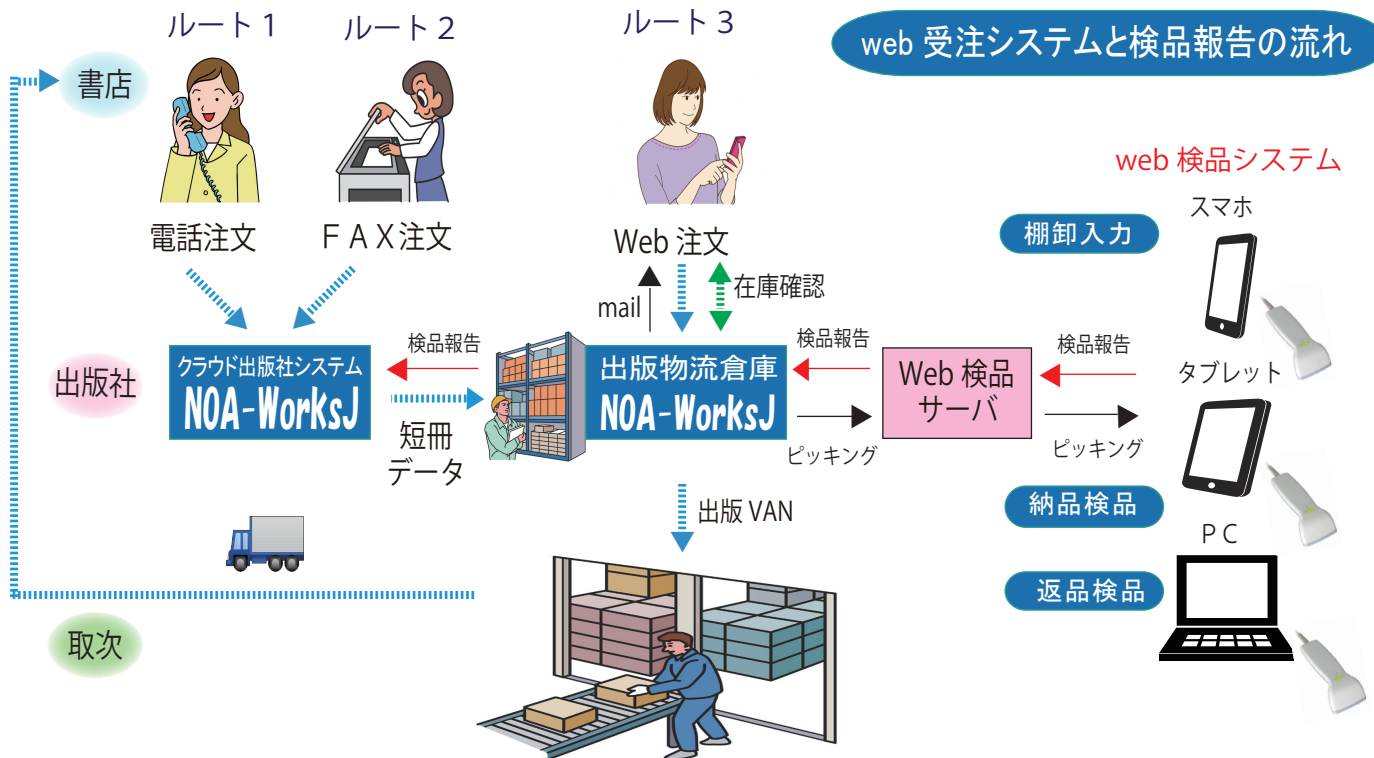 ルート 1
ルート 2
ルート 3
web 受注システムと検品報告の流れ
書店
web 検品システム
スマホ
電話注文
ＦＡＸ注文
Web 注文
棚卸入力
mail
在庫確認
出版社
クラウド出版社システム
NOA-WorksJ
検品報告
短冊
データ
出版物流倉庫
NOA-WorksJ
検品報告
ピッキング
Web 検品
サーバ
検品報告
ピッキング
タブレット
出版 VAN
納品検品
ＰＣ
返品検品
取次